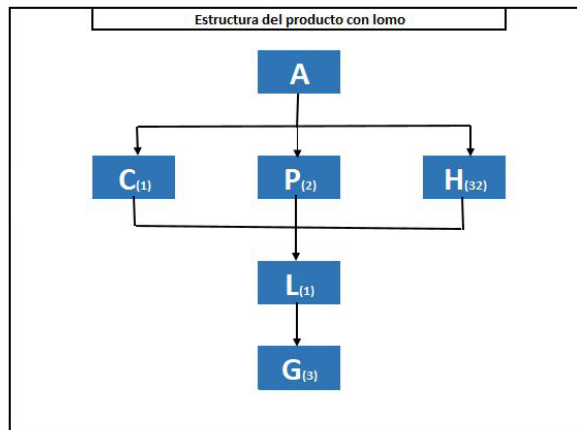 Estructura del producto con lomo
A
C(1) P(2) H(32)
L(1)
G(3)